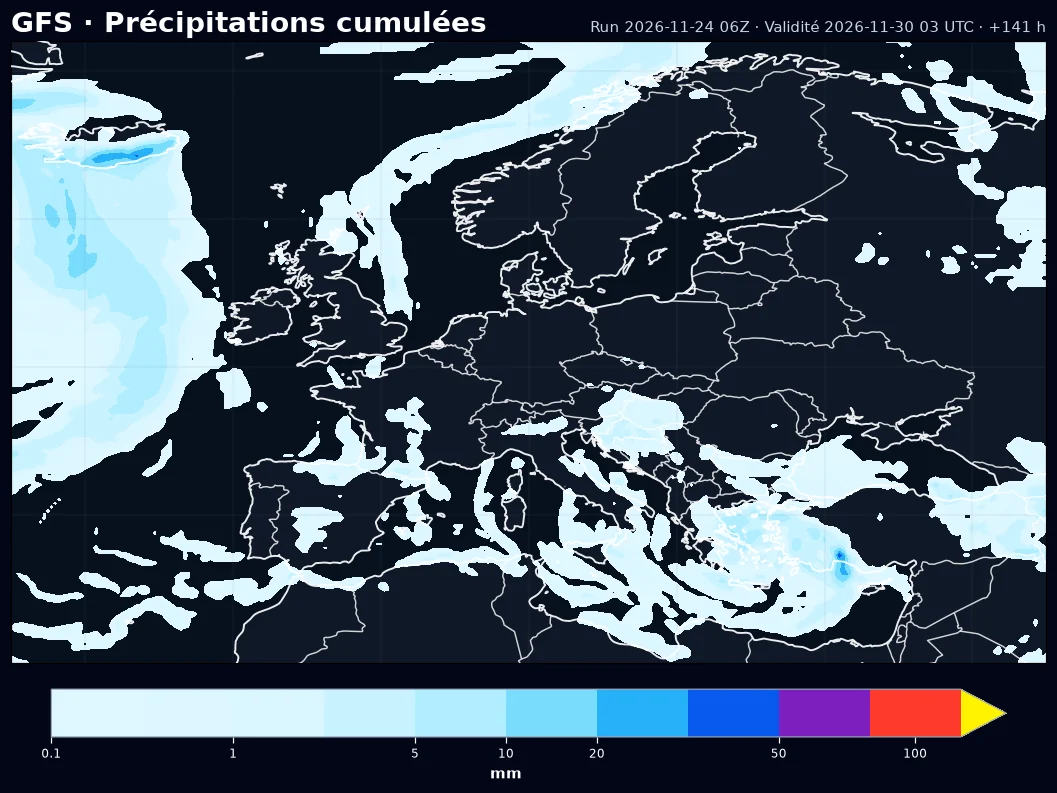 GFS · Précipitations cumulées
Run 2026-11-24 06Z · Validité 2026-11-30 03 UTC · +141 h
0.1 1 5 10 20 50 100
mm